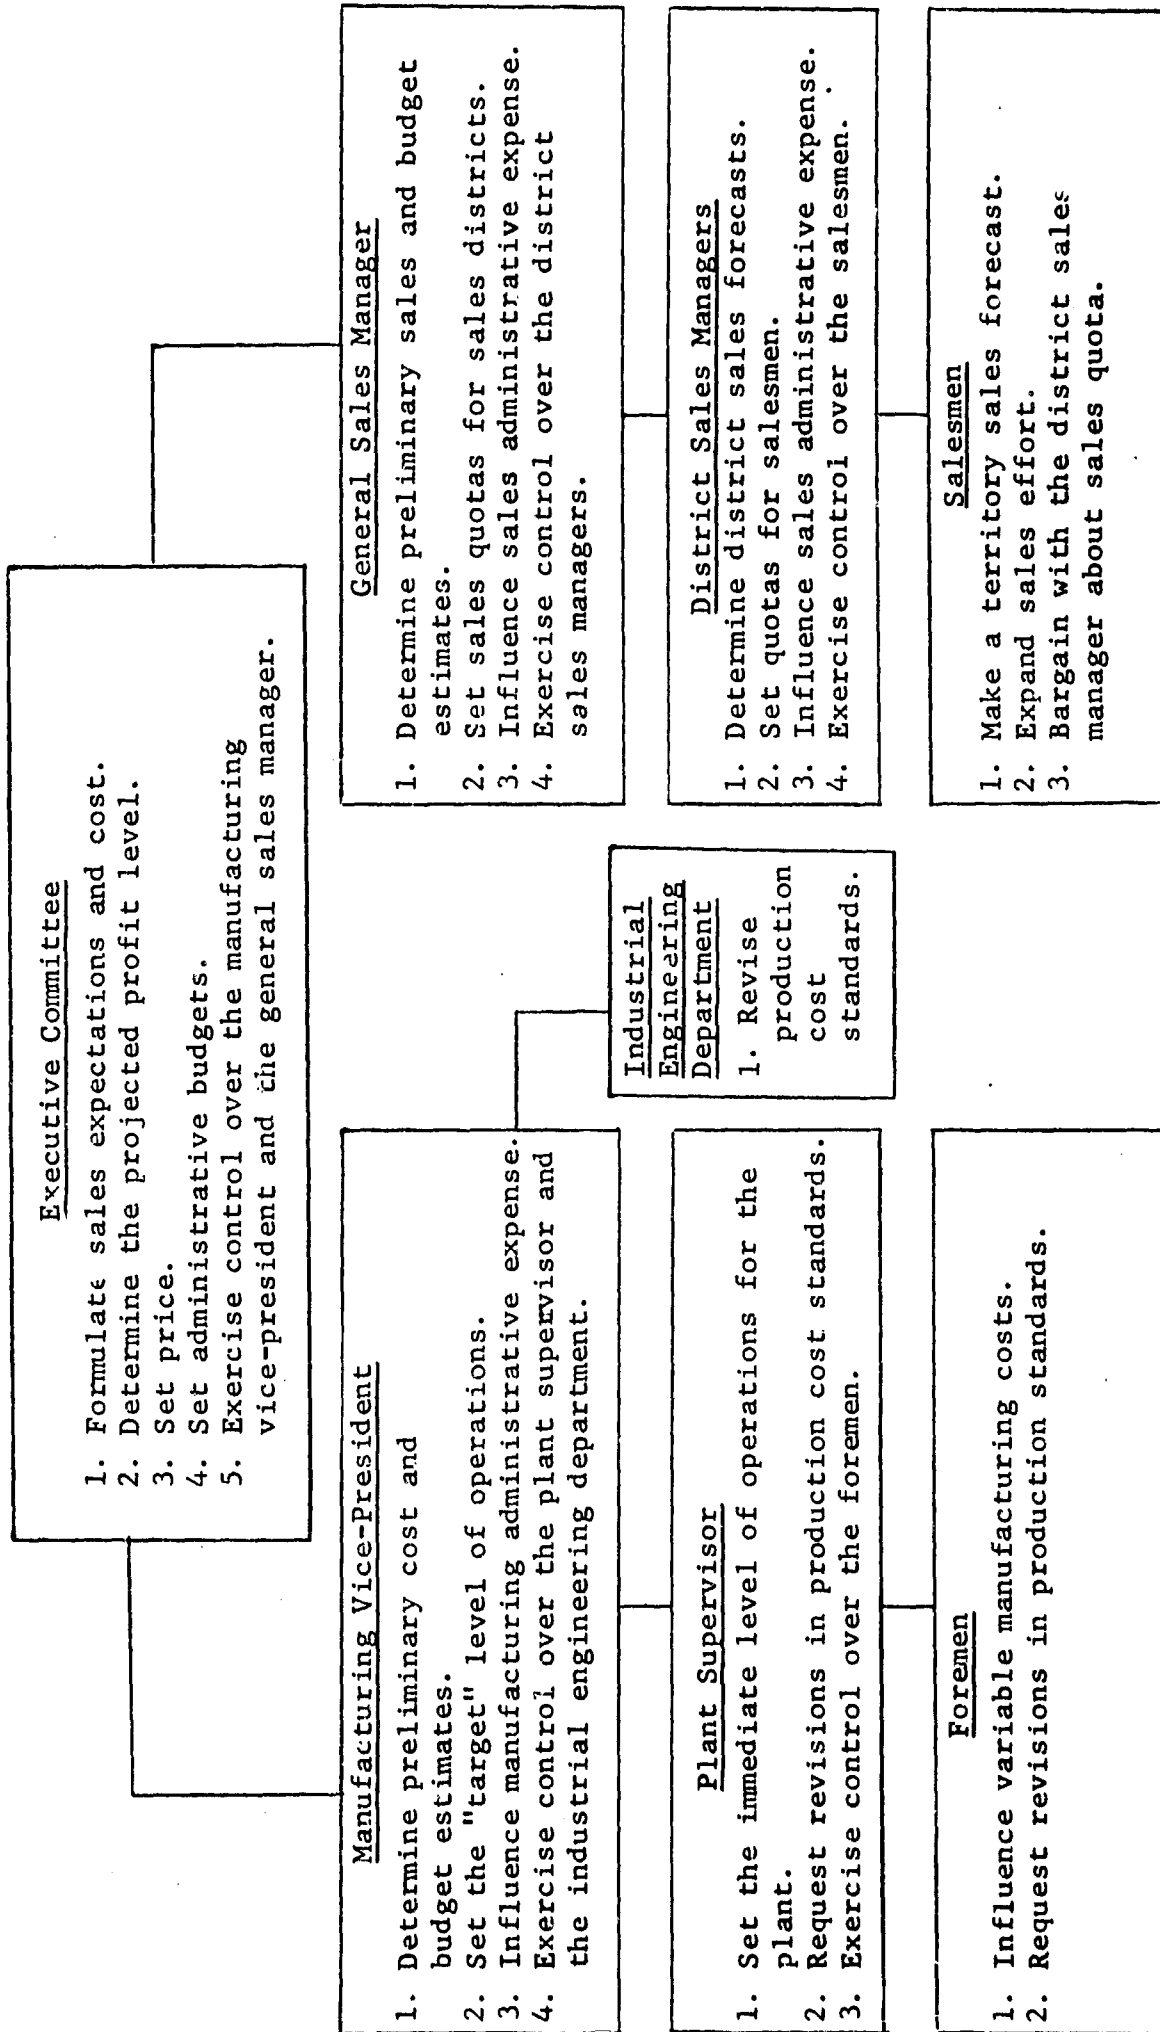 Executive Committee
1. Formulate sales expectations and cost.
2. Determine the projected profit level.
3. Set price.
4. Set administrative budgets.
5. Exercise control over the manufacturing
vice-president and the general sales manager.
Manufacturing Vice-President
1. Determine preliminary cost and
budget estimates.
2. Set the "target" level of operations.
3. Influence manufacturing administrative expense.
4. Exercise control over the plant supervisor and
the industrial engineering department.
General Sales Manager
1. Determine preliminary sales and budget
estimates.
2. Set sales quotas for sales districts.
3. Influence sales administrative expense.
4. Exercise control over the district
sales managers.
Industrial
Engineering
Department
1. Revise
production
cost
standards.
Plant Supervisor
1. Set the immediate level of operations for the
plant.
2. Request revisions in production cost standards.
3. Exercise control over the foremen.
District Sales Managers
1. Determine district sales forecasts.
2. Set quotas for salesmen.
3. Influence sales administrative expense.
4. Exercise control over the salesmen.
Foremen
1. Influence variable manufacturing costs.
2. Request revisions in production standards.
Salesmen
1. Make a territory sales forecast.
2. Expand sales effort.
3. Bargain with the district sales
manager about sales quota.